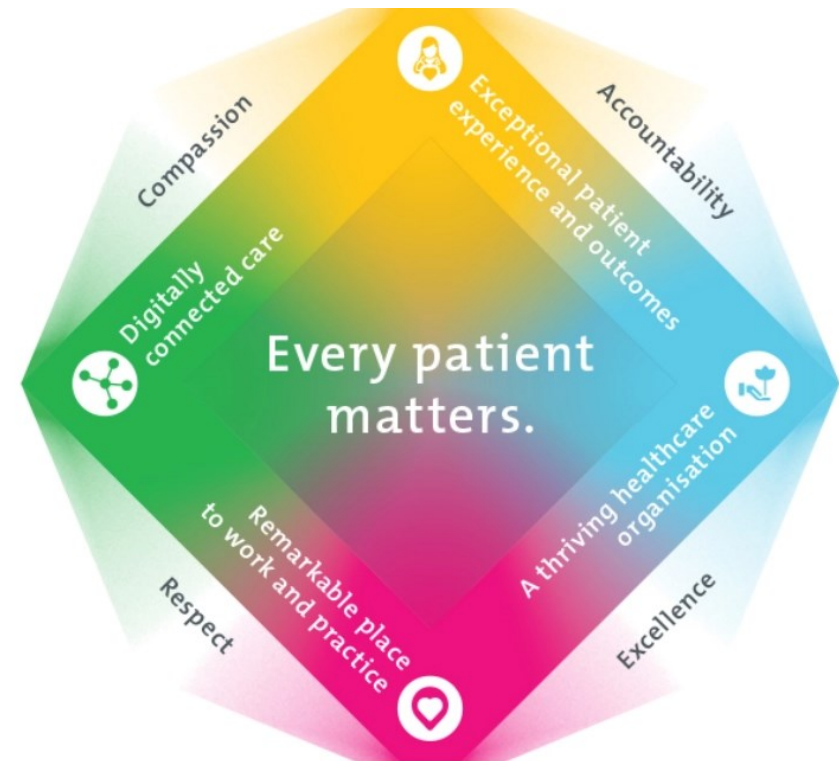 Compassion
Accountability
Exceptional patient
experience and outcomes
Digitally
connected care
Every patient
matters.
A thriving healthcare
organisation
Remarkable place
to work and practice
Respect
Excellence